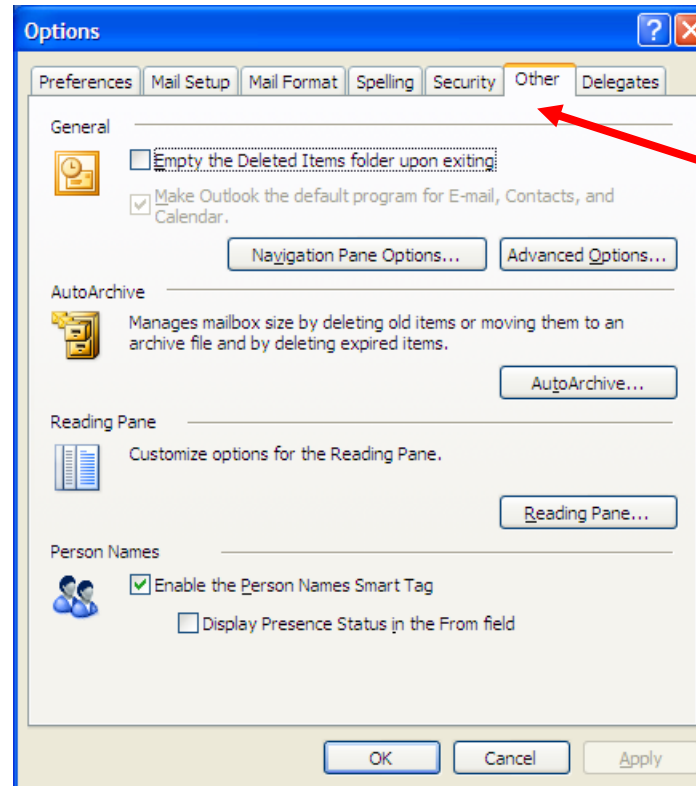 Options
Preferences Mail Setup Mail Format Spelling Security Other Delegates
General
Empty the Deleted Items folder upon exiting
Make Outlook the default program for E-mail, Contacts, and
Calendar.
Navigation Pane Options... Advanced Options...
AutoArchive
Manages mailbox size by deleting old items or moving them to an
archive file and by deleting expired items.
AutoArchive...
Reading Pane
Customize options for the Reading Pane.
Reading Pane...
Person Names
Enable the Person Names Smart Tag
Display Presence Status in the From field
OK Cancel Apply